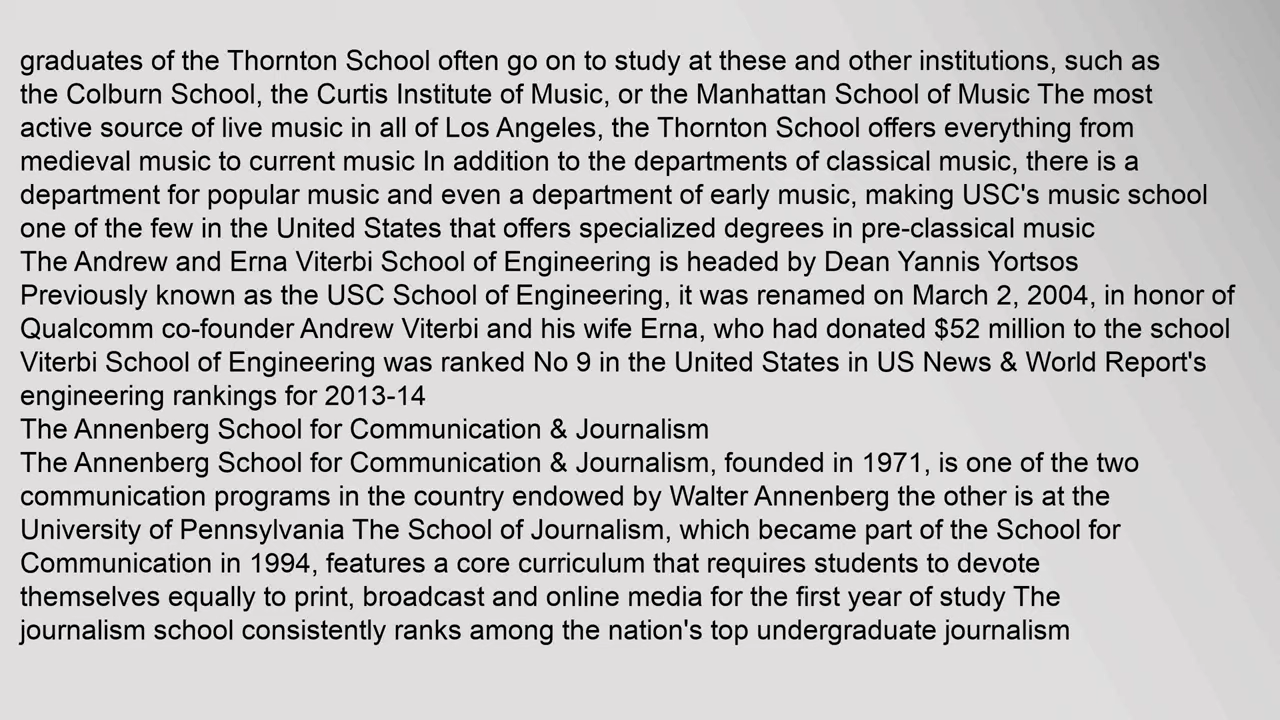 graduates of the Thornton School often go on to study at these and other institutions, such as
the Colburn School, the Curtis Institute of Music, or the Manhattan School of Music The most
active source of live music in all of Los Angeles, the Thornton School offers everything from
medieval music to current music In addition to the departments of classical music, there is a
department for popular music and even a department of early music, making USC's music school
one of the few in the United States that offers specialized degrees in pre-classical music
The Andrew and Erna Viterbi School of Engineering is headed by Dean Yannis Yortsos
Previously known as the USC School of Engineering, it was renamed on March 2, 2004, in honor of
Qualcomm co-founder Andrew Viterbi and his wife Erna, who had donated $52 million to the school
Viterbi School of Engineering was ranked No 9 in the United States in US News & World Report's
engineering rankings for 2013-14
The Annenberg School for Communication & Journalism
The Annenberg School for Communication & Journalism, founded in 1971, is one of the two
communication programs in the country endowed by Walter Annenberg the other is at the
University of Pennsylvania The School of Journalism, which became part of the School for
Communication in 1994, features a core curriculum that requires students to devote
themselves equally to print, broadcast and online media for the first year of study The
journalism school consistently ranks among the nation's top undergraduate journalism